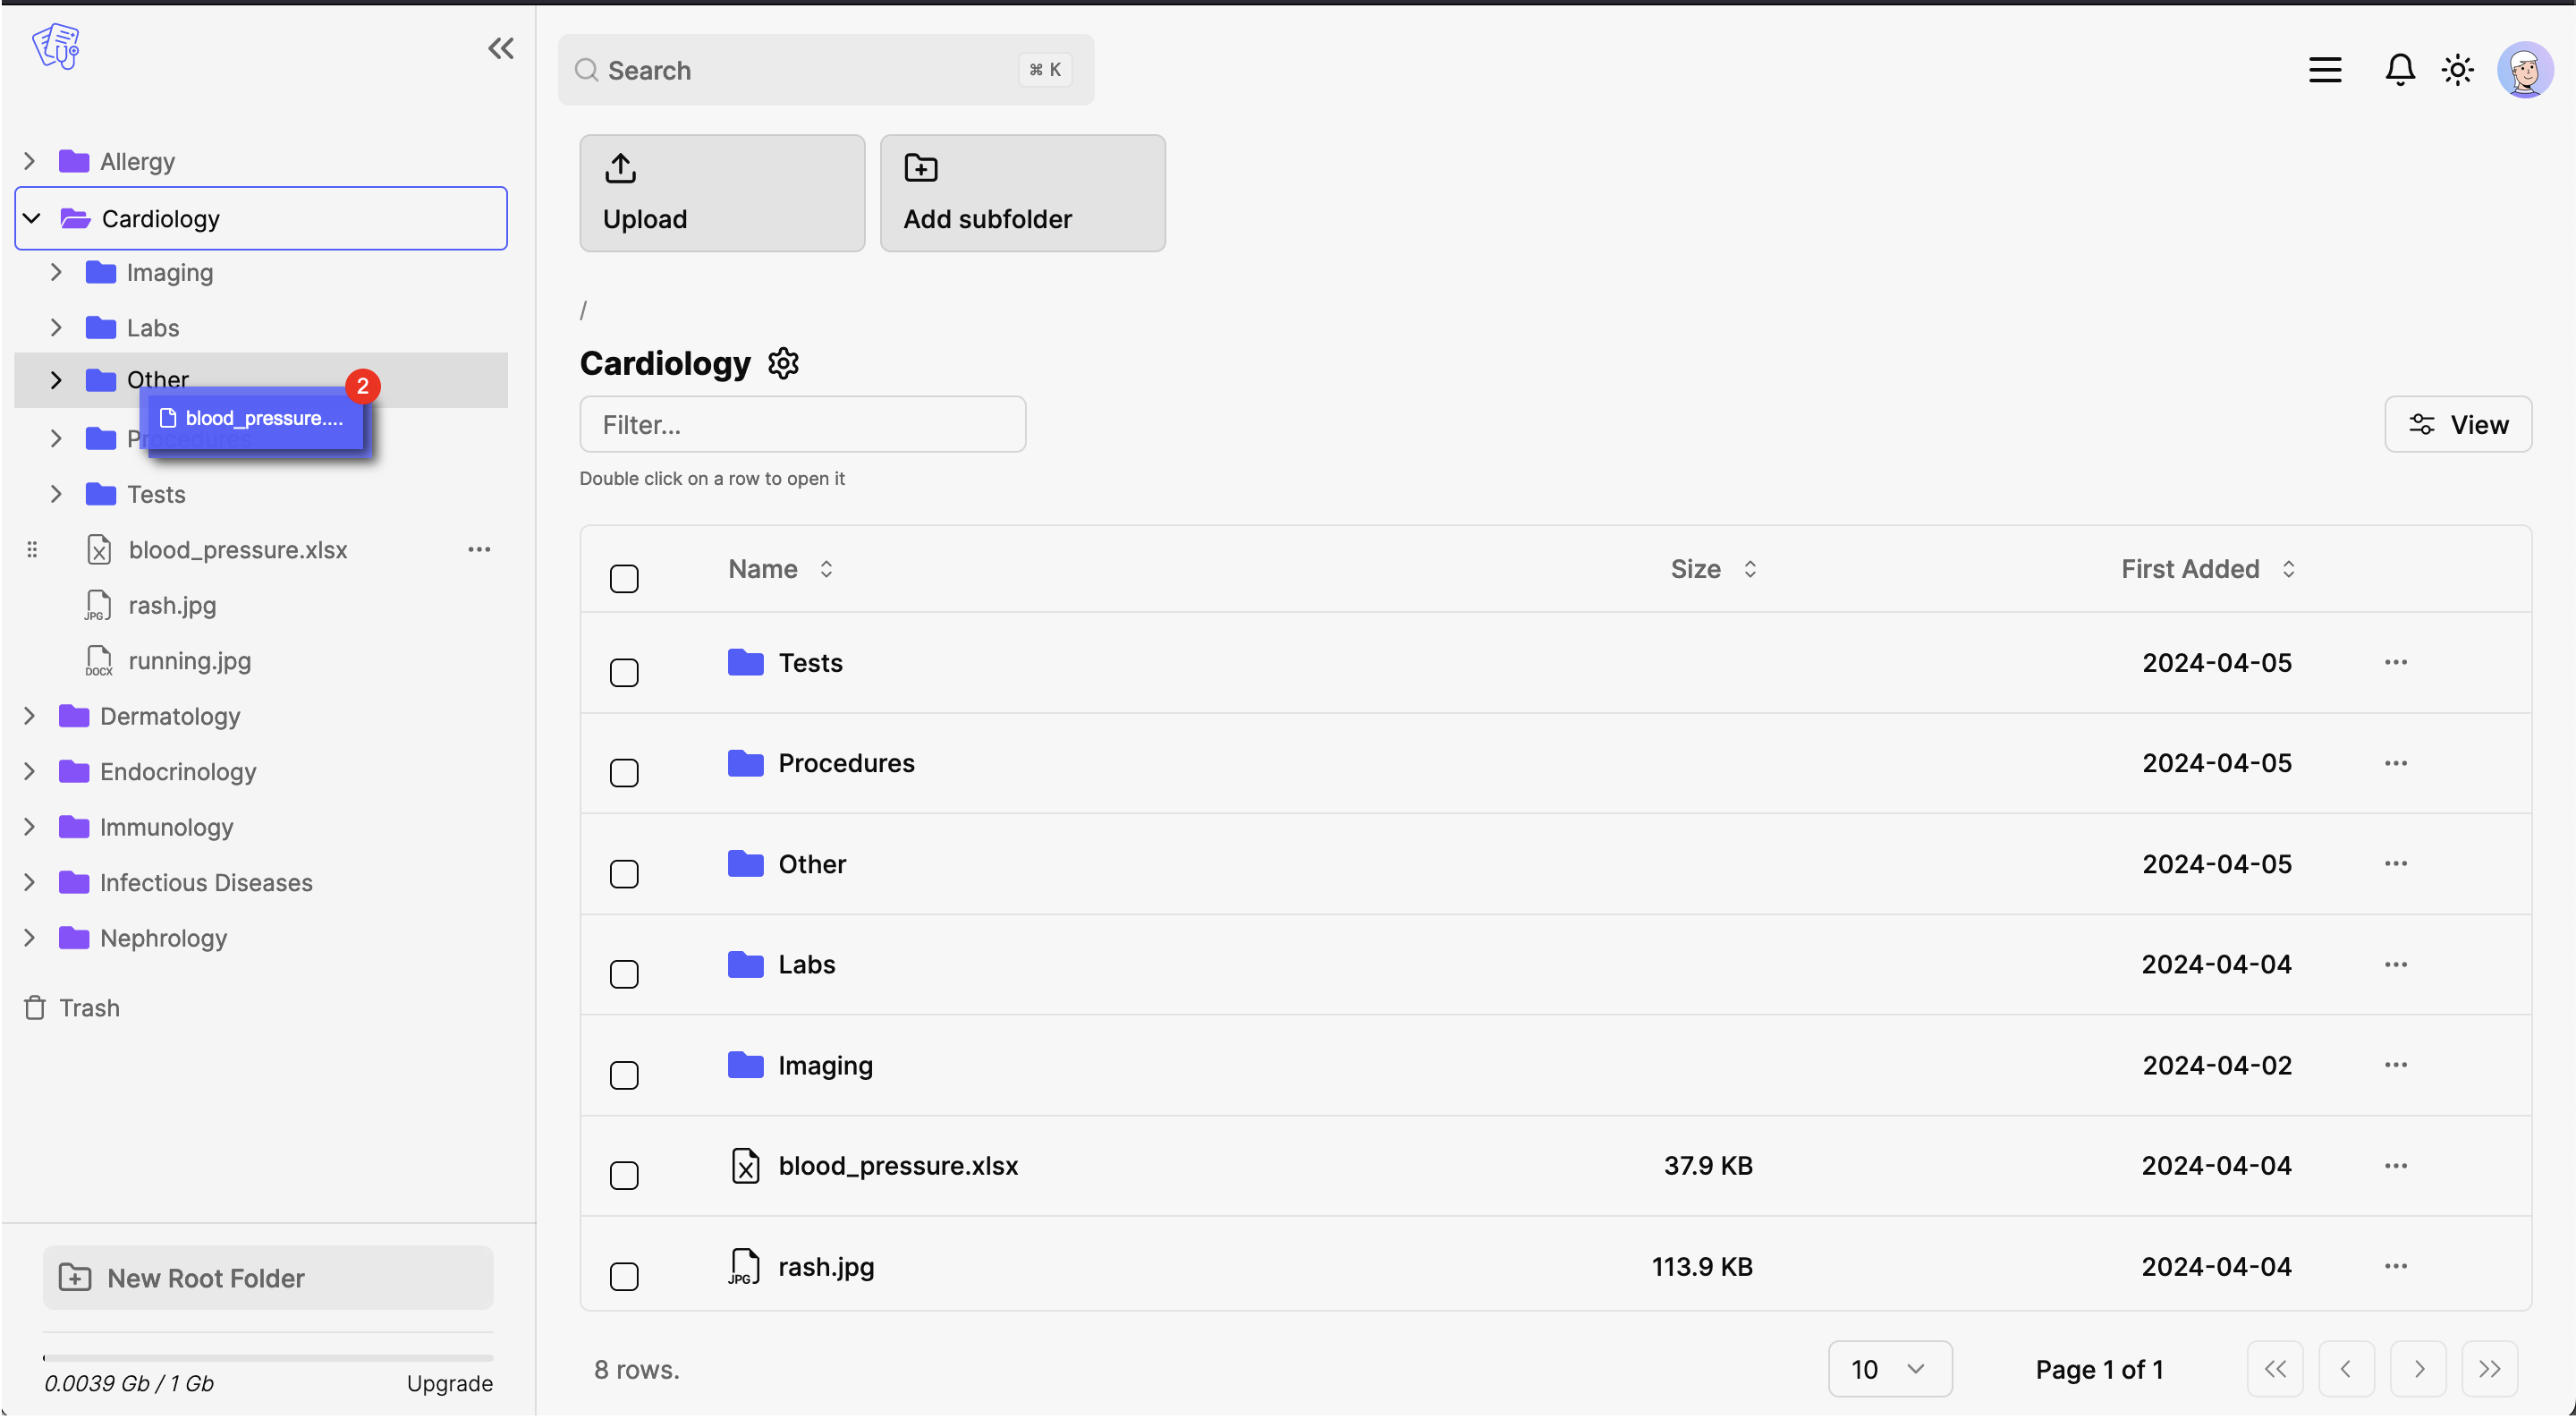 Search
⌘ K
Allergy
Cardiology
Imaging
Labs
Other
2
blood_pressure....
Procedures
Tests
blood_pressure.xlsx
rash.jpg
JPG
running.jpg
DOCX
Dermatology
Endocrinology
Immunology
Infectious Diseases
Nephrology
Trash
New Root Folder
0.0039 Gb / 1 Gb Upgrade
Upload
Add subfolder
/
Cardiology
Filter...
View
Double click on a row to open it
Name Size First Added
Tests 2024-04-05
Procedures 2024-04-05
Other 2024-04-05
Labs 2024-04-04
Imaging 2024-04-02
blood_pressure.xlsx 37.9 KB 2024-04-04
JPG rash.jpg 113.9 KB 2024-04-04
8 rows. 10 Page 1 of 1